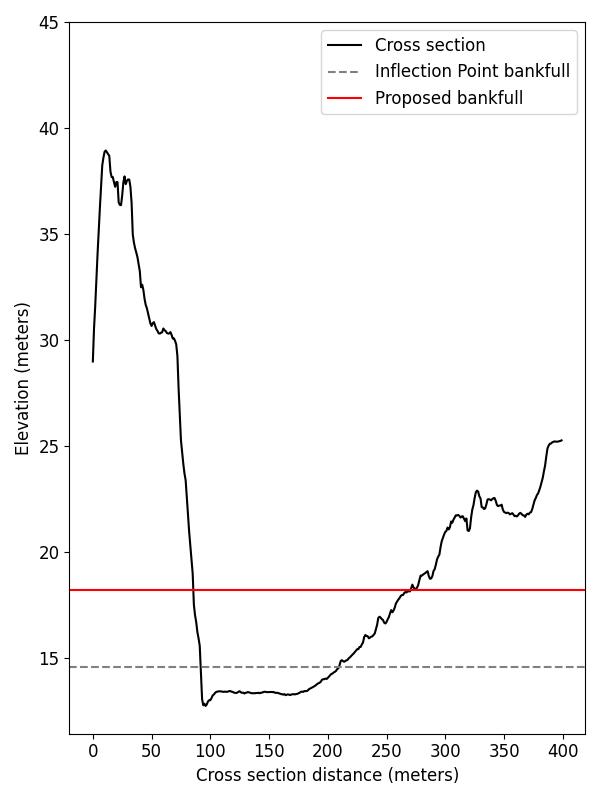 45
40
35
30
25
20
15
Elevation (meters)
Cross section
Inflection Point bankfull
Proposed bankfull
0 50 100 150 200 250 300 350 400
Cross section distance (meters)